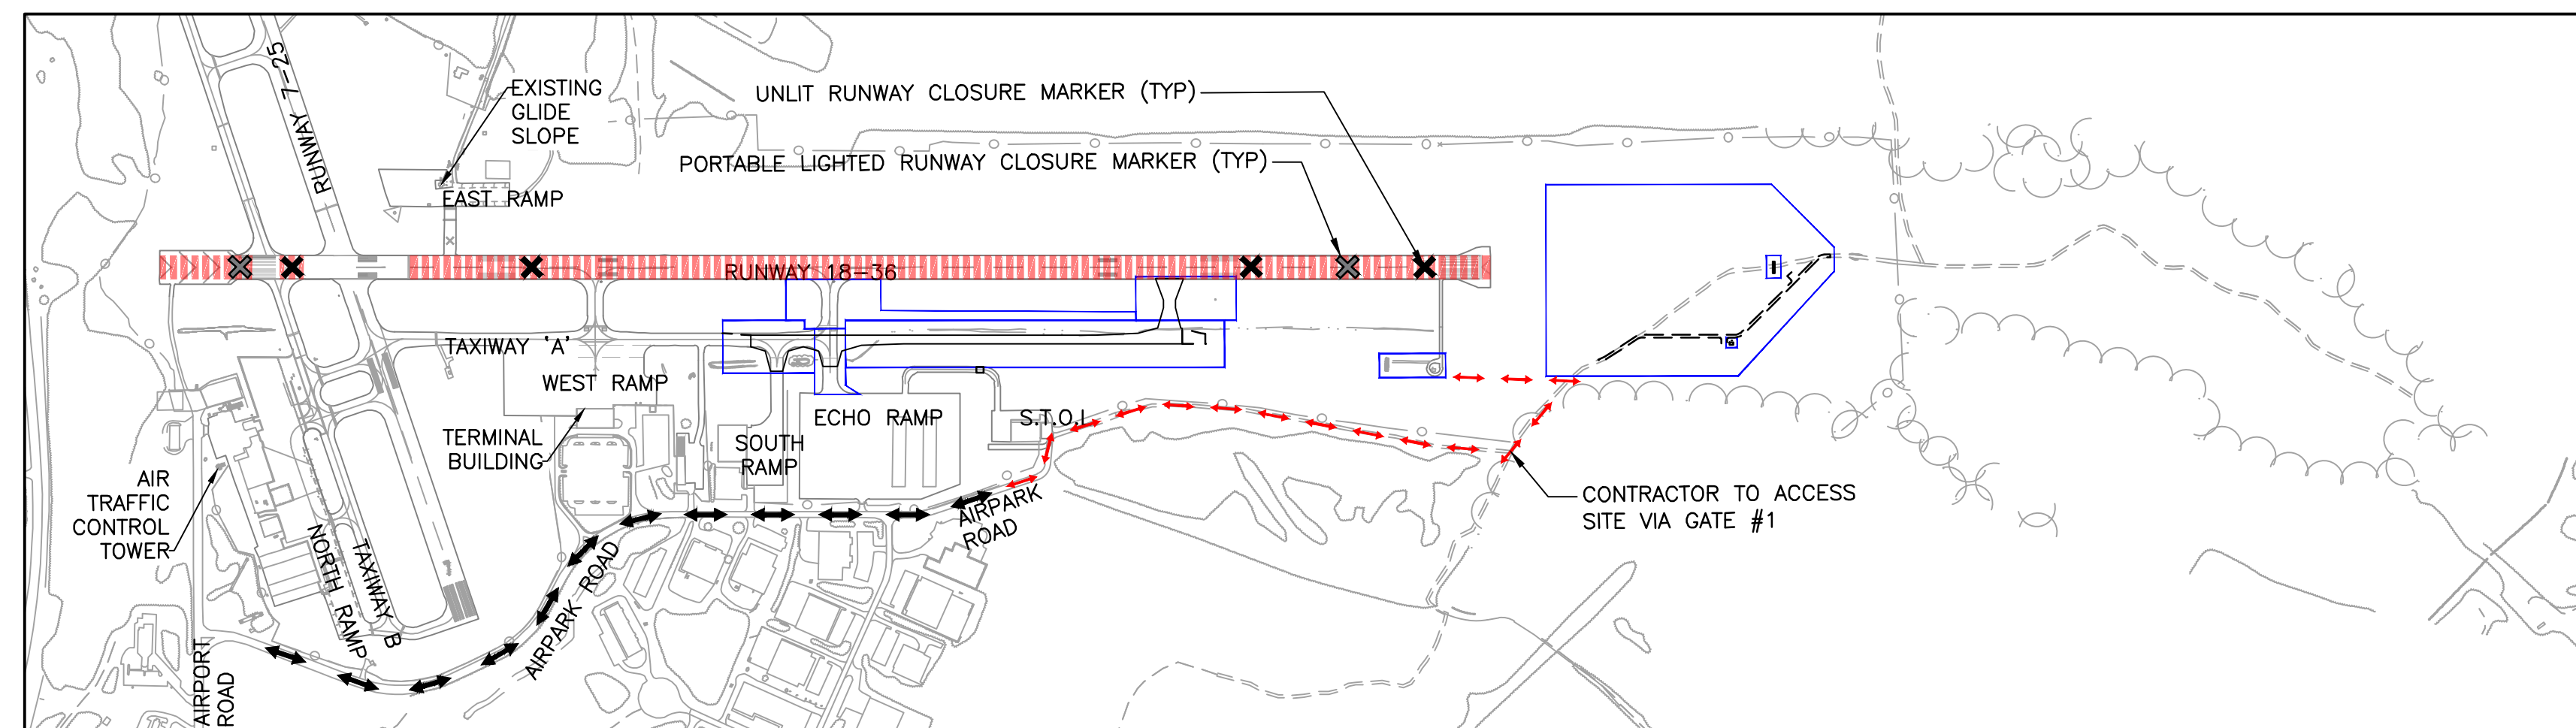 RUNWAY 7-25
EXISTING
GLIDE
SLOPE
EAST RAMP
UNLIT RUNWAY CLOSURE MARKER (TYP)
PORTABLE LIGHTED RUNWAY CLOSURE MARKER (TYP)
RUNWAY 18-36
TAXIWAY 'A'
WEST RAMP
TERMINAL
BUILDING
SOUTH
RAMP
ECHO RAMP
S.T.O.L.
AIR
TRAFFIC
CONTROL
TOWER
NORTH RAMP
TAXIWAY B
AIRPARK ROAD
AIRPARK
ROAD
CONTRACTOR TO ACCESS
SITE VIA GATE #1
AIRPORT
ROAD